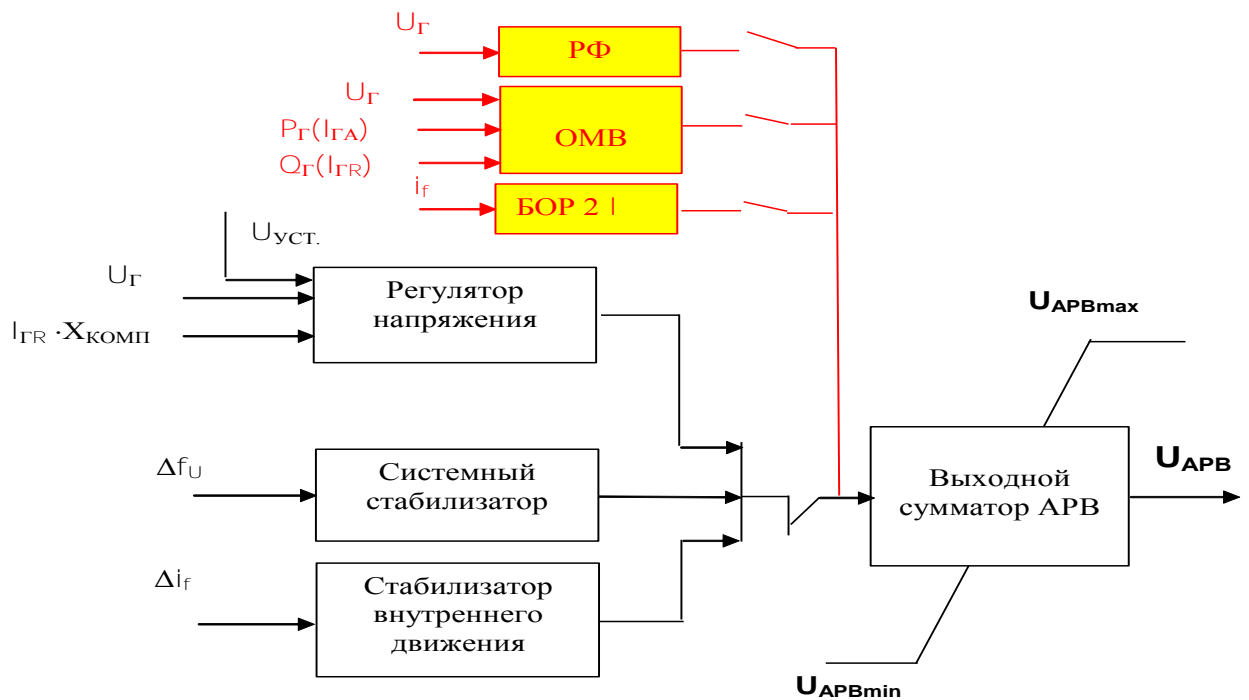 UГ
РФ
UГ
PГ(IГА)
ОМВ
QГ(IГR)
if
БОР 2 I
UУСТ.
UГ
Регулятор
напряжения
IГR ·XКОМП
UАРВmax
ΔfU
Системный
стабилизатор
Выходной
сумматор АРВ
UАРВ
Δif
Стабилизатор
внутреннего
движения
UАРВmin